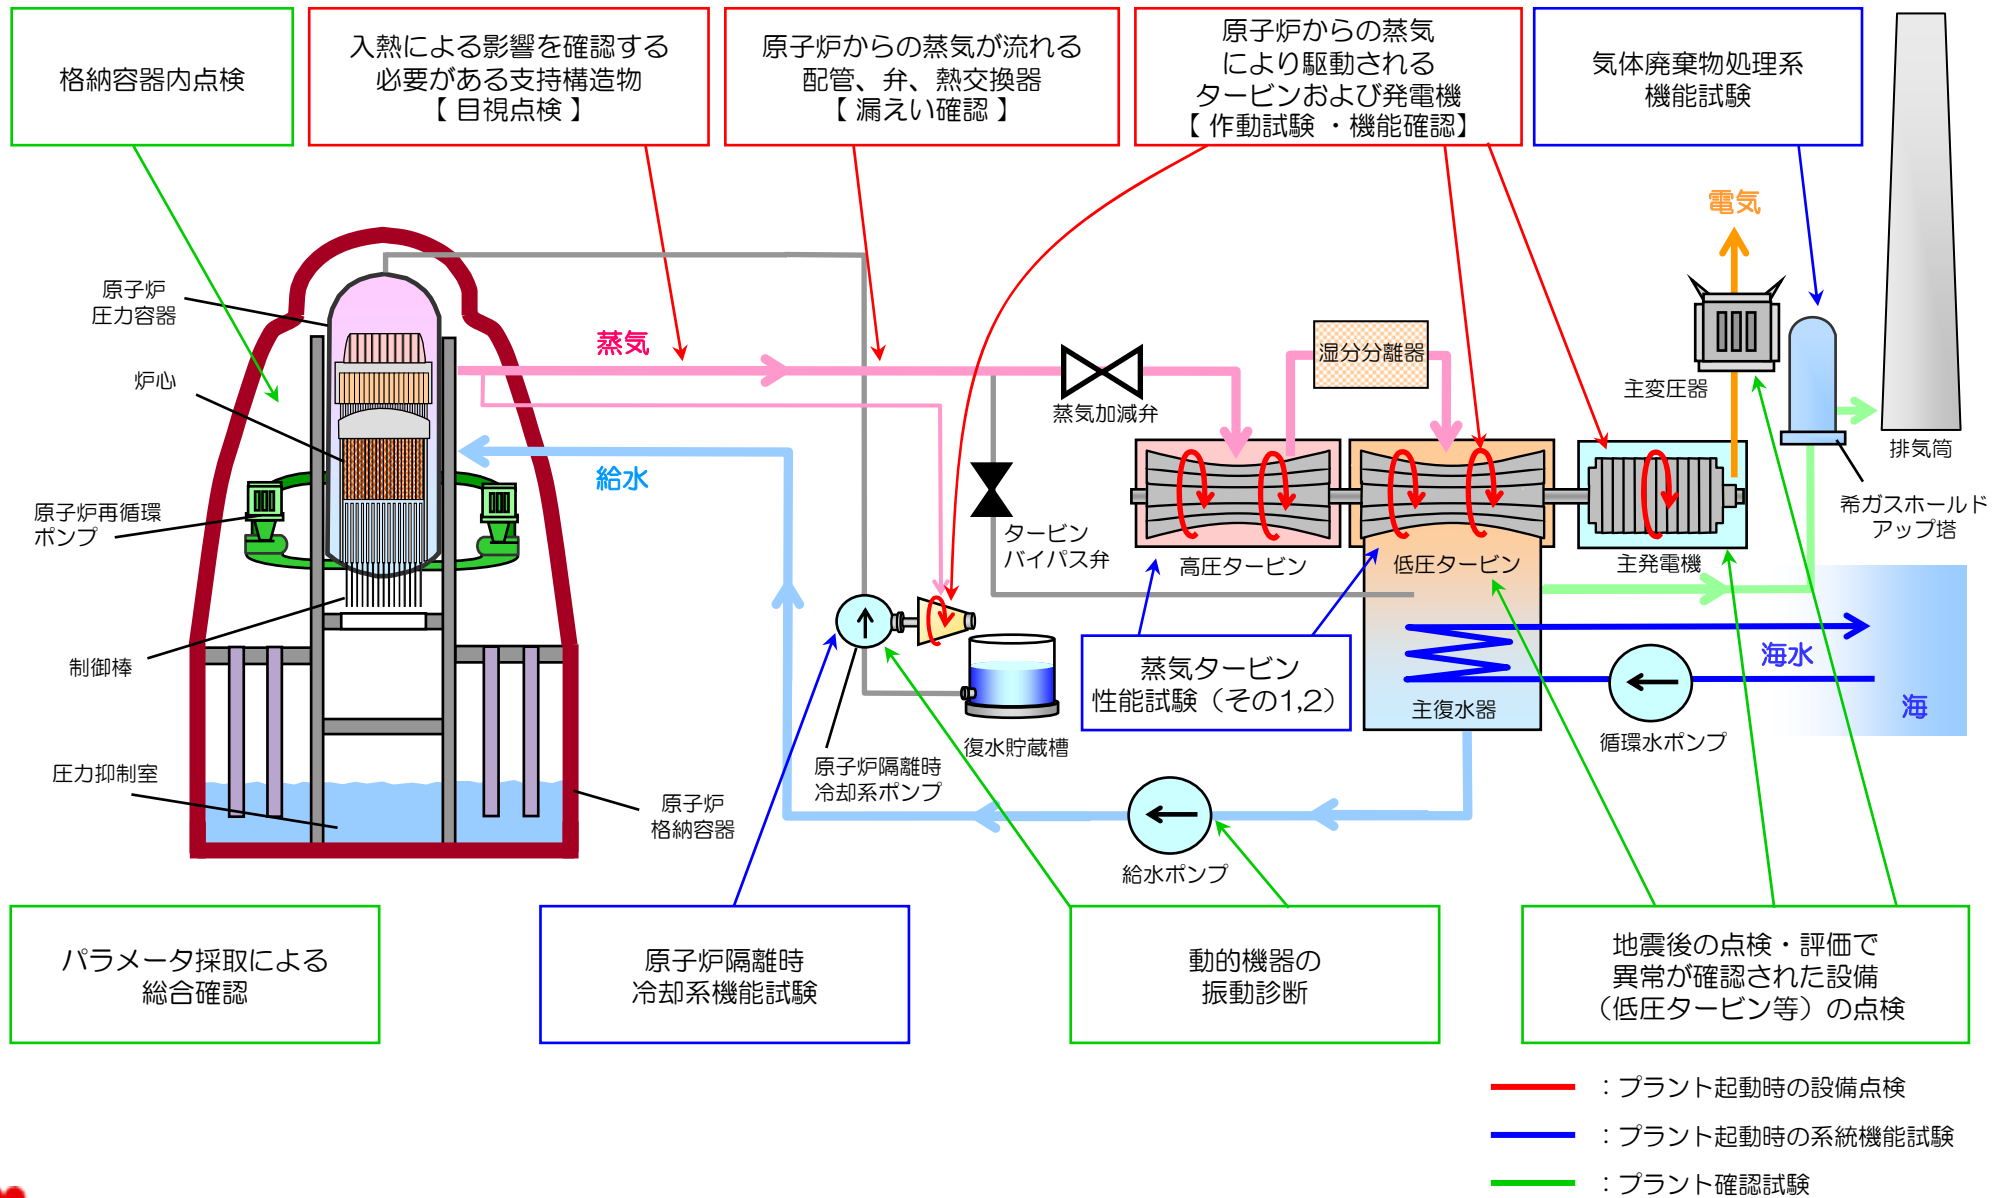 格納容器内点検
入熱による影響を確認する
必要がある支持構造物
【 目視点検 】
原子炉からの蒸気が流れる
配管、弁、熱交換器
【 漏えい確認 】
原子炉からの蒸気
により駆動される
タービンおよび発電機
【 作動試験 ・機能確認】
気体廃棄物処理系
機能試験
電気
原子炉
圧力容器
炉心
原子炉再循環
ポンプ
制御棒
圧力抑制室
原子炉
格納容器
蒸気
給水
蒸気加減弁
湿分分離器
タービン
バイパス弁
高圧タービン
低圧タービン
主発電機
主変圧器
排気筒
希ガスホールド
アップ塔
蒸気タービン
性能試験（その1,2）
主復水器
海水
海
循環水ポンプ
復水貯蔵槽
原子炉隔離時
冷却系ポンプ
給水ポンプ
パラメータ採取による
総合確認
原子炉隔離時
冷却系機能試験
動的機器の
振動診断
地震後の点検・評価で
異常が確認された設備
（低圧タービン等）の点検
：プラント起動時の設備点検
：プラント起動時の系統機能試験
：プラント確認試験